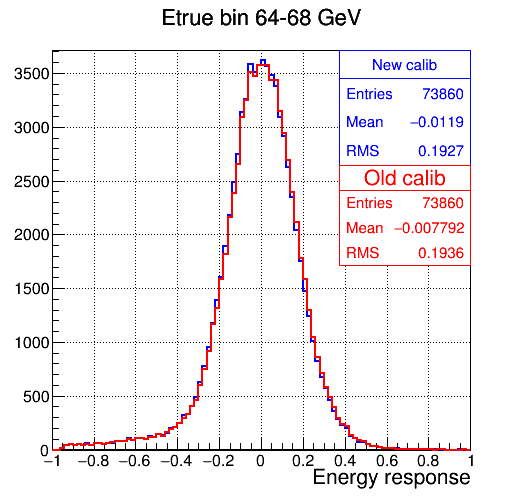 Etrue bin 64-68 GeV
New calib
Entries 73860
Mean −0.0119
RMS 0.1927
Old calib
Entries 73860
Mean −0.007792
RMS 0.1936
3500
3000
2500
2000
1500
1000
500
0
−1 −0.8 −0.6 −0.4 −0.2 0 0.2 0.4 0.6 0.8 1
Energy response